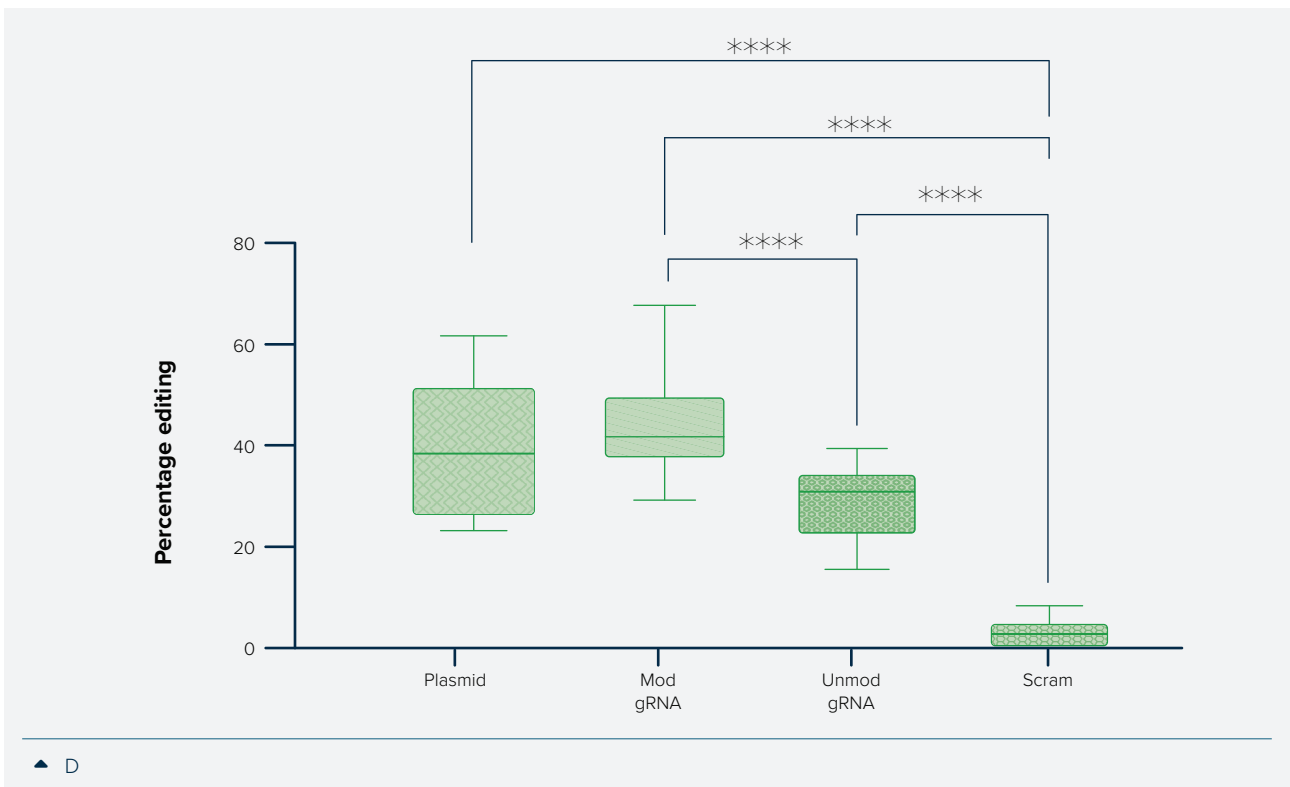 ****
****
****
****
80
60
40
20
0
Percentage editing
Plasmid
Mod
gRNA
Unmod
gRNA
Scram
D